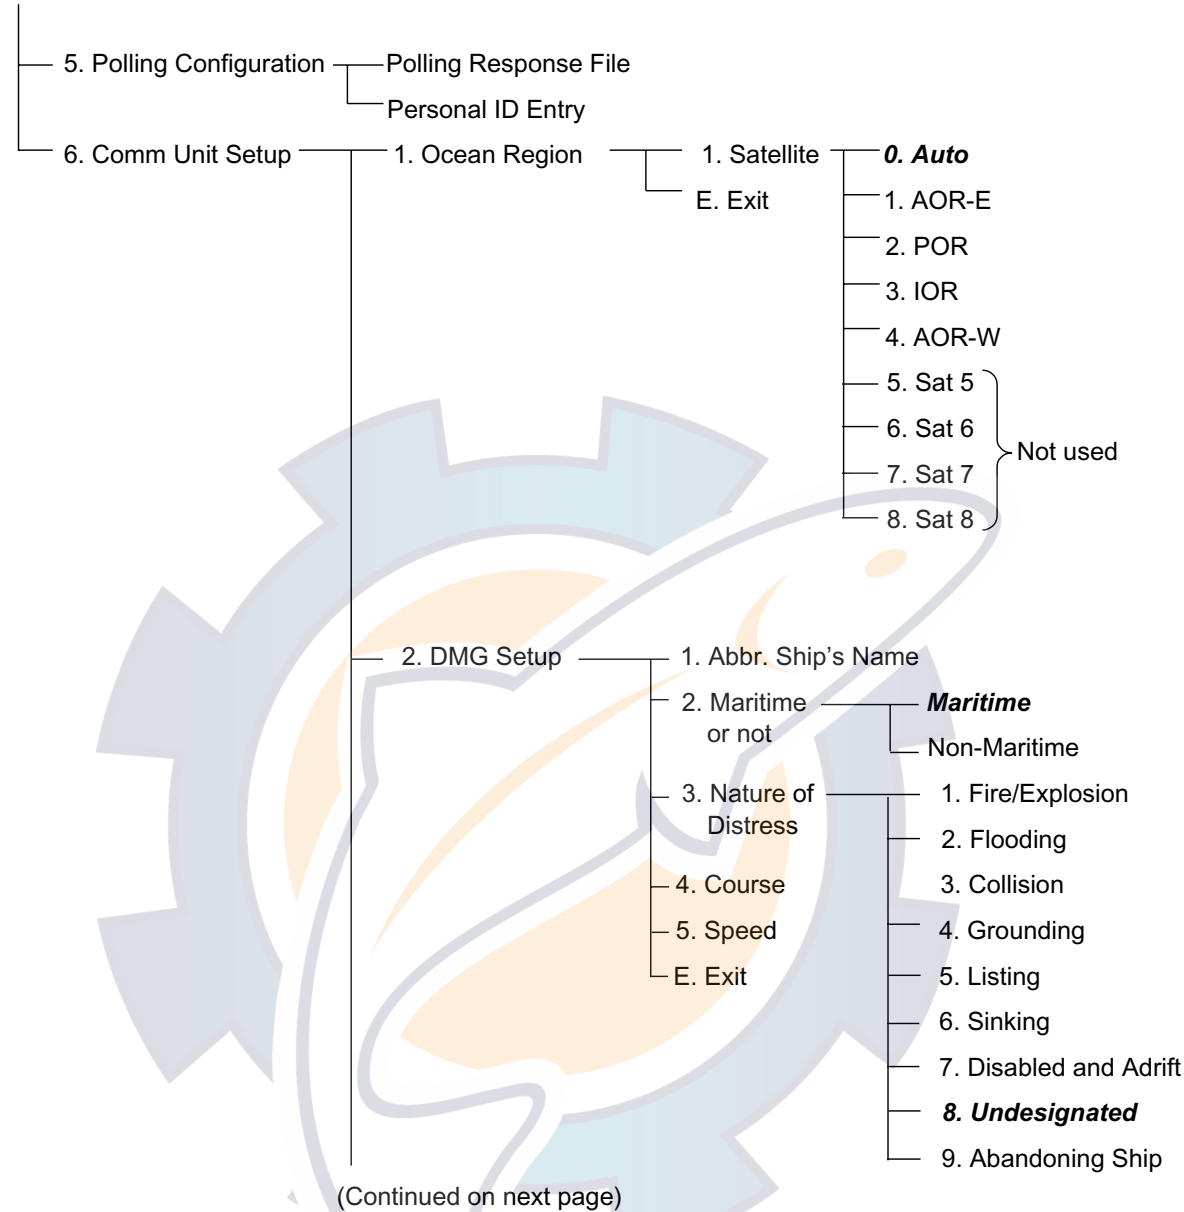 5. Polling Configuration
Polling Response File
Personal ID Entry
6. Comm Unit Setup
1. Ocean Region
1. Satellite
0. Auto
E. Exit
1. AOR-E
2. POR
3. IOR
4. AOR-W
5. Sat 5
6. Sat 6
Not used
7. Sat 7
8. Sat 8
2. DMG Setup
1. Abbr. Ship's Name
2. Maritime
or not
Maritime
Non-Maritime
3. Nature of
Distress
1. Fire/Explosion
2. Flooding
3. Collision
4. Grounding
5. Listing
6. Sinking
7. Disabled and Adrift
8. Undesignated
9. Abandoning Ship
4. Course
5. Speed
E. Exit
(Continued on next page)